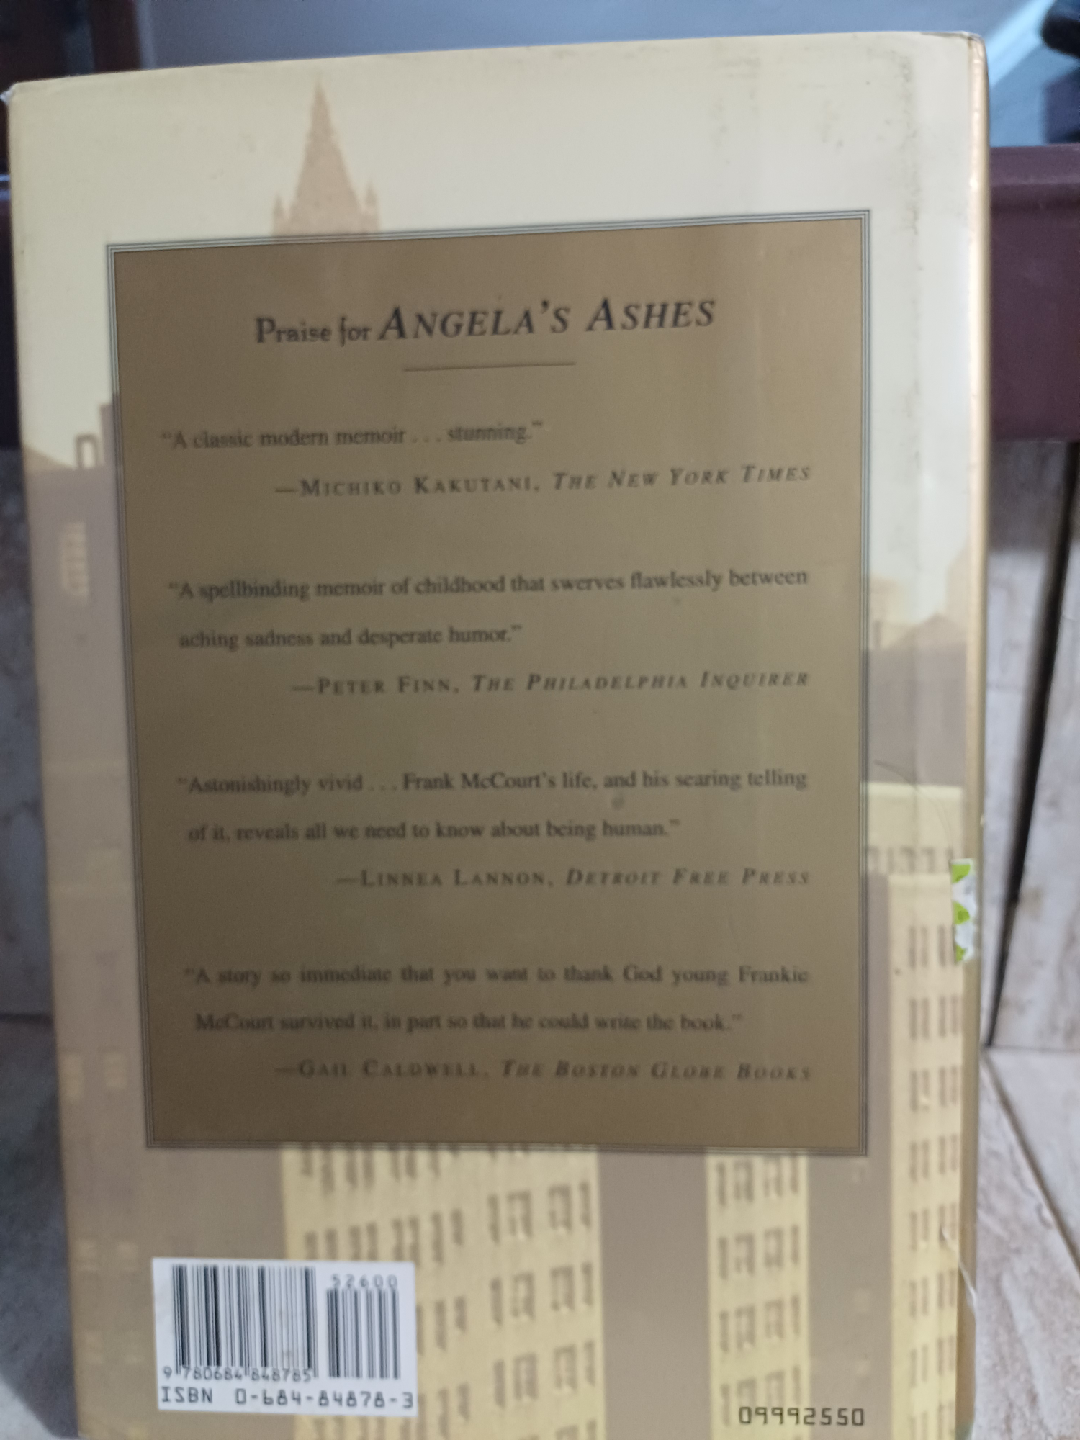 Praise for ANGELA'S ASHES
“A classic modern memoir . . . stunning.”
—MICHIKO KAKUTANI, THE NEW YORK TIMES
“A spellbinding memoir of childhood that swerves flawlessly between
aching sadness and desperate humor.”
—PETER FINN, THE PHILADELPHIA INQUIRER
“Astonishingly vivid . . . Frank McCourt's life, and his searing telling
of it, reveals all we need to know about being human.”
—LINNEA LANNON, DETROIT FREE PRESS
“A story so immediate that you want to thank God young Frankie
McCourt survived it, in part so that he could write the book.”
—GAIL CALDWELL, THE BOSTON GLOBE BOOKS
52600
9 780684 848785
ISBN 0-684-84878-3
09992550